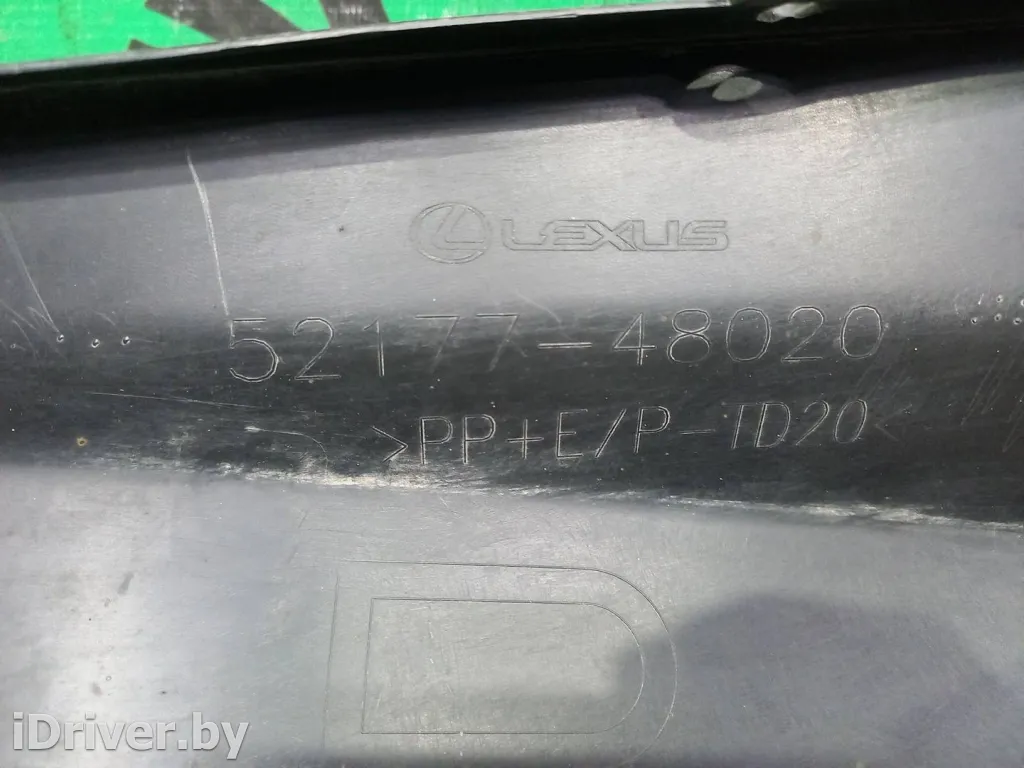 LEXUS
52177-48020
>PP+E/P-TD20<
iDriver.by